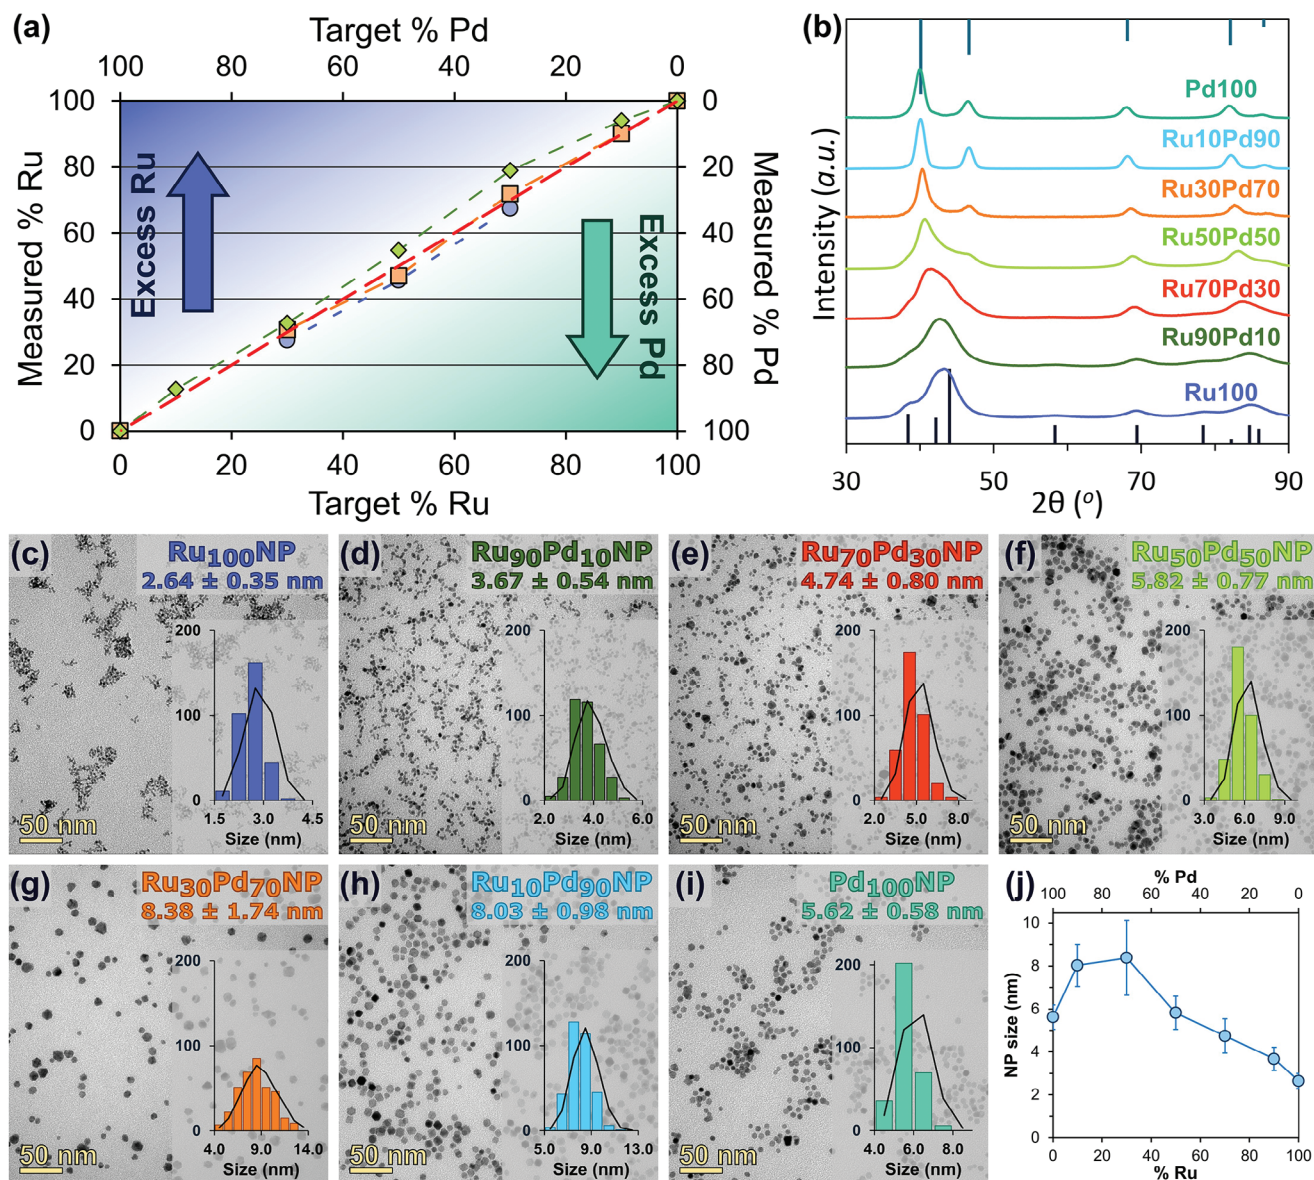 (a)
Target % Pd
100 80 60 40 20 0
100 80 60 40 20 0
Measured % Ru
Excess Ru
Excess Pd
0 20 40 60 80 100
Measured % Pd
0 20 40 60 80 100
Target % Ru
(b)
Intensity (a.u.)
Pd100
Ru10Pd90
Ru30Pd70
Ru50Pd50
Ru70Pd30
Ru90Pd10
Ru100
30 50 70 90
2θ (o)
(c)
Ru100NP
2.64 ± 0.35 nm
200
100
0
1.5 3.0 4.5
Size (nm)
50 nm
(d)
Ru90Pd10NP
3.67 ± 0.54 nm
200
100
0
2.0 4.0 6.0
Size (nm)
50 nm
(e)
Ru70Pd30NP
4.74 ± 0.80 nm
200
100
0
2.0 5.0 8.0
Size (nm)
50 nm
(f)
Ru50Pd50NP
5.82 ± 0.77 nm
200
100
0
3.0 6.0 9.0
Size (nm)
50 nm
(g)
Ru30Pd70NP
8.38 ± 1.74 nm
200
100
0
4.0 9.0 14.0
Size (nm)
50 nm
(h)
Ru10Pd90NP
8.03 ± 0.98 nm
200
100
0
5.0 9.0 13.0
Size (nm)
50 nm
(i)
Pd100NP
5.62 ± 0.58 nm
200
100
0
4.0 6.0 8.0
Size (nm)
50 nm
(j)
% Pd
100 80 60 40 20 0
NP size (nm)
10
8
6
4
2
0
0 20 40 60 80 100
% Ru